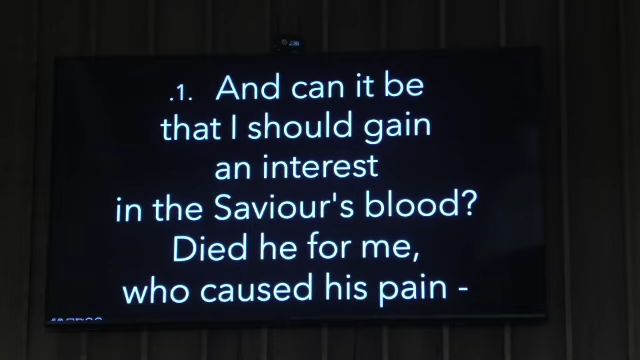 .1. And can it be
that I should gain
an interest
in the Saviour's blood?
Died he for me,
who caused his pain -